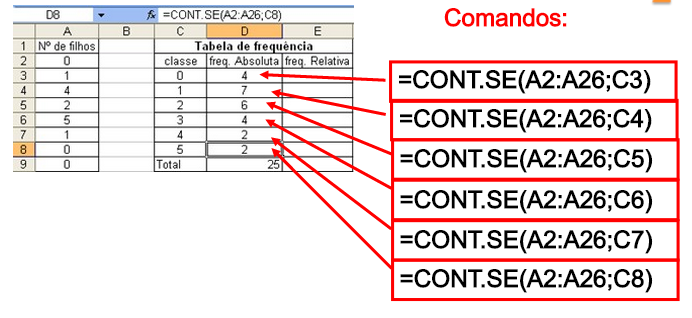 Comandos:
D8 fx =CONT.SE(A2:A26;C8)
A B C D E
1 Nº de filhos Tabela de frequência
2 0 classe freq. Absoluta freq. Relativa
3 1 0 4
4 4 1 7
5 2 2 6
6 5 3 4
7 1 4 2
8 0 5 2
9 0 Total 25
=CONT.SE(A2:A26;C3)
=CONT.SE(A2:A26;C4)
=CONT.SE(A2:A26;C5)
=CONT.SE(A2:A26;C6)
=CONT.SE(A2:A26;C7)
=CONT.SE(A2:A26;C8)